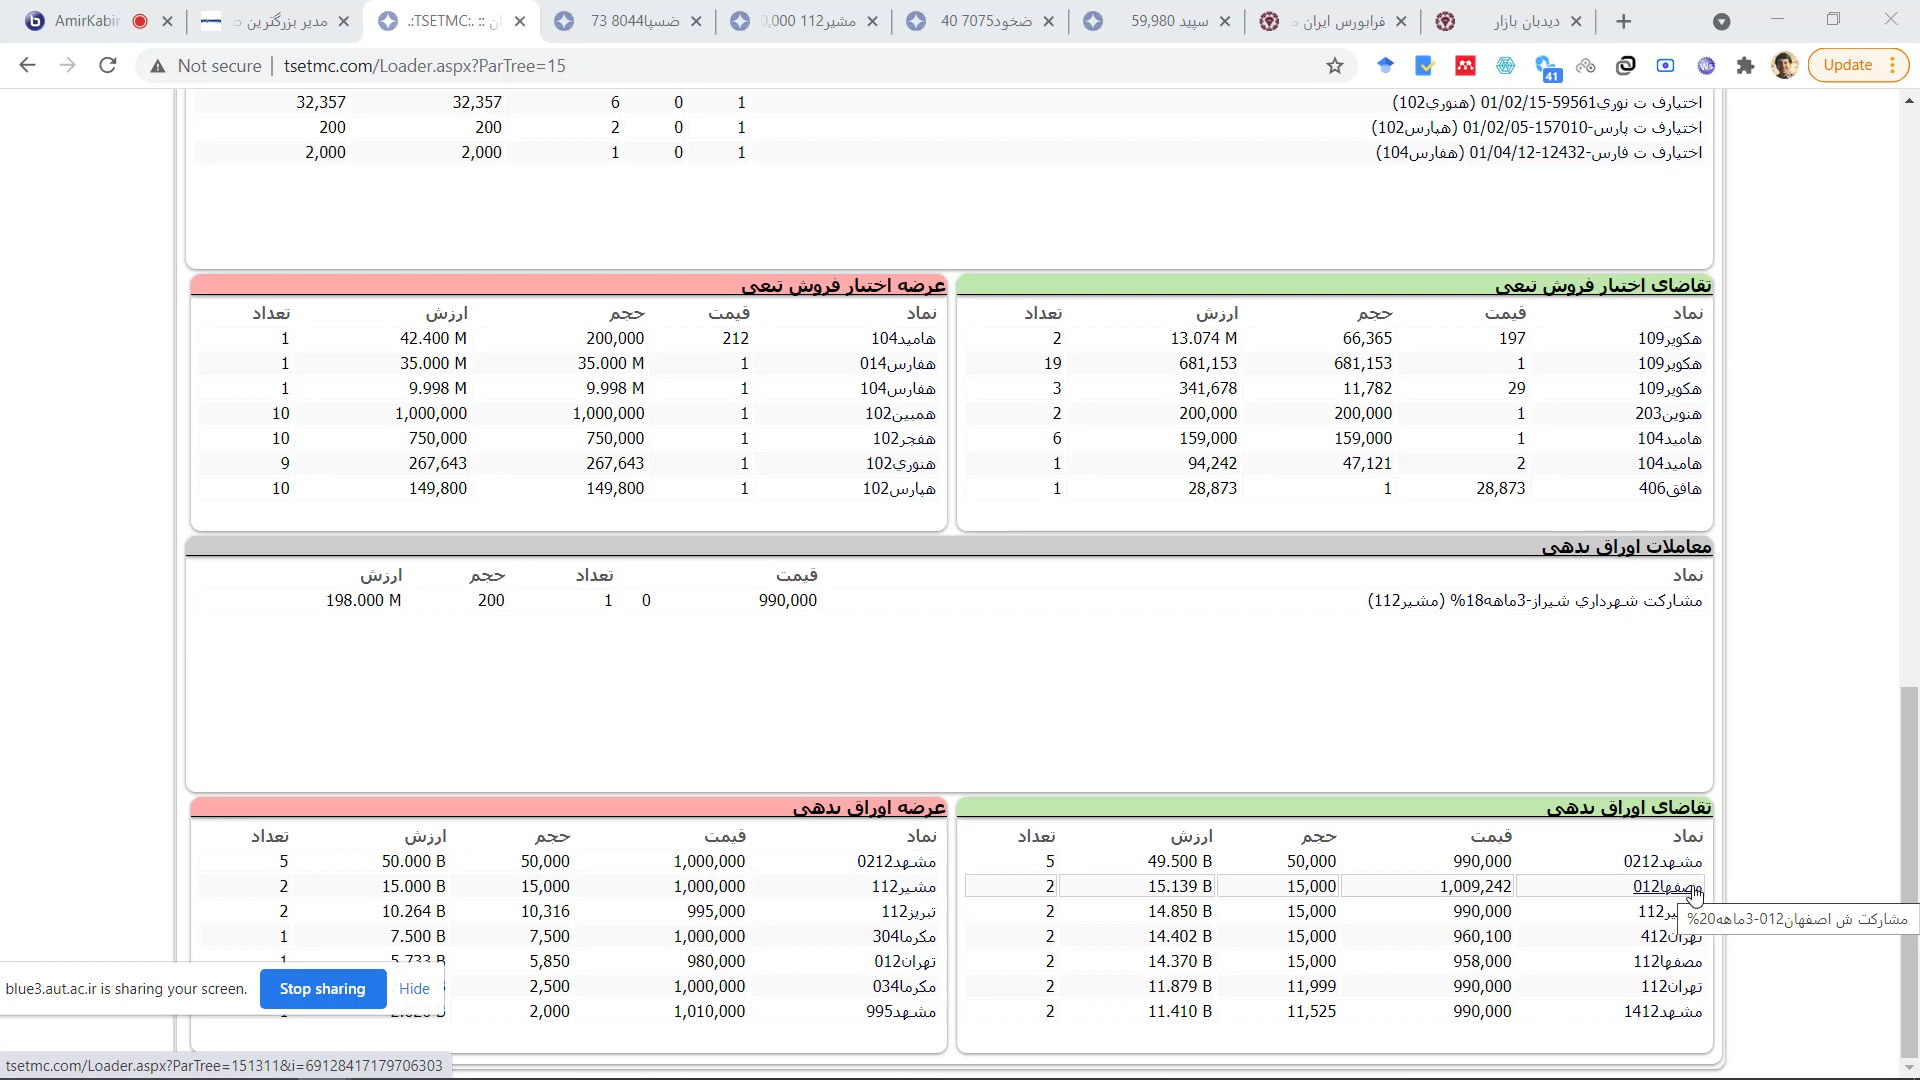 AmirKabir
مدیر بزرگترین
.:TSETMC:. :: ان
ضسپا8044 73
مشیر112 0,000
ضخود7075 40
سپید 59,980
فرابورس ایران
دیدبان بازار
Not secure tsetmc.com/Loader.aspx?ParTree=15
41
Update
اختیارف ت نوري59561-01/02/15 (هنوري102) 1 0 6 32,357 32,357
اختیارف ت پارس-157010-01/02/05 (هپارس102) 1 0 2 200 200
اختیارف ت فارس-12432-01/04/12 (هفارس104) 1 0 1 2,000 2,000
تقاضای اختیار فروش تبعی
نماد قیمت حجم ارزش تعداد
هکویر109 197 66,365 13.074 M 2
هکویر109 1 681,153 681,153 19
هکویر109 29 11,782 341,678 3
هنوین203 1 200,000 200,000 2
هامید104 1 159,000 159,000 6
هامید104 2 47,121 94,242 1
هافق406 28,873 1 28,873 1
عرضه اختیار فروش تبعی
نماد قیمت حجم ارزش تعداد
هامید104 212 200,000 42.400 M 1
هفارس014 1 35.000 M 35.000 M 1
هفارس104 1 9.998 M 9.998 M 1
همبین102 1 1,000,000 1,000,000 10
هفجر102 1 750,000 750,000 10
هنوري102 1 267,643 267,643 9
هپارس102 1 149,800 149,800 10
معاملات اوراق بدهی
نماد قیمت تعداد حجم ارزش
مشارکت شهرداري شیراز-3ماهه18% (مشیر112) 990,000 0 1 200 198.000 M
تقاضای اوراق بدهی
نماد قیمت حجم ارزش تعداد
مشهد0212 990,000 50,000 49.500 B 5
مصفها012 1,009,242 15,000 15.139 B 2
یر112 990,000 15,000 14.850 B 2
تهران412 960,100 15,000 14.402 B 2
مصفها112 958,000 15,000 14.370 B 2
تهران112 990,000 11,999 11.879 B 2
مشهد1412 990,000 11,525 11.410 B 2
مشارکت ش اصفهان012-3ماهه20%
عرضه اوراق بدهی
نماد قیمت حجم ارزش تعداد
مشهد0212 1,000,000 50,000 50.000 B 5
مشیر112 1,000,000 15,000 15.000 B 2
تبریز112 995,000 10,316 10.264 B 2
مکرما304 1,000,000 7,500 7.500 B 1
تهران012 980,000 5,850 5.733 B 1
مکرما034 1,000,000 2,500
مشهد995 1,010,000 2,000
blue3.aut.ac.ir is sharing your screen. Stop sharing Hide
tsetmc.com/Loader.aspx?ParTree=151311&i=69128417179706303